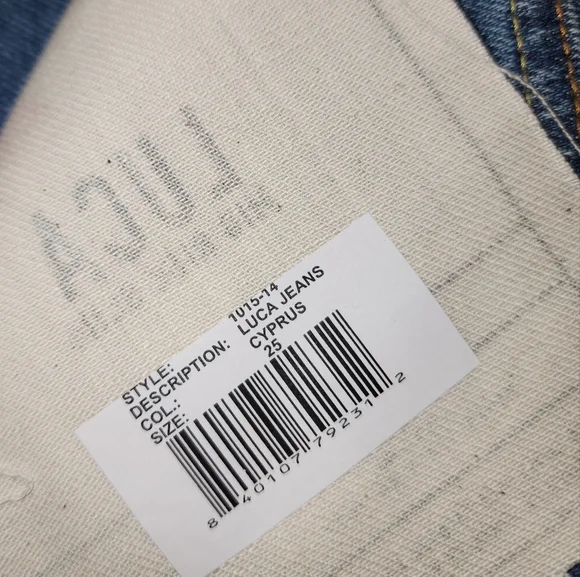 LUCA
STYLE: 1015-14
DESCRIPTION: LUCA JEANS
COL.: CYPRUS
SIZE: 25
8 40107 79231 2